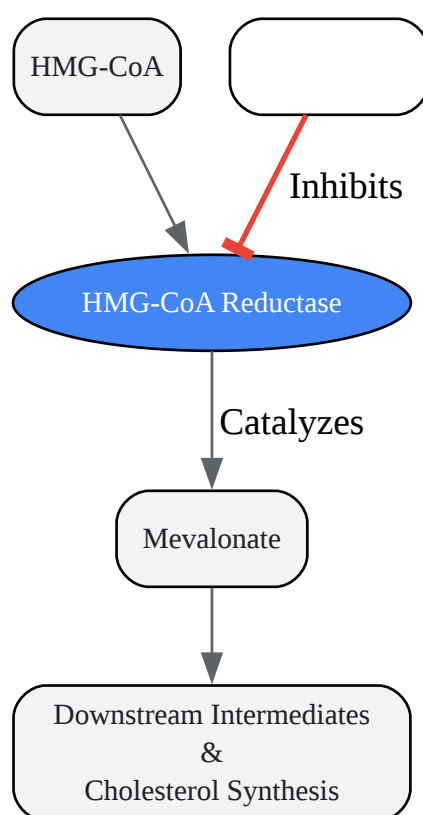 HMG-CoA
Inhibits
HMG-CoA Reductase
Catalyzes
Mevalonate
Downstream Intermediates
&
Cholesterol Synthesis